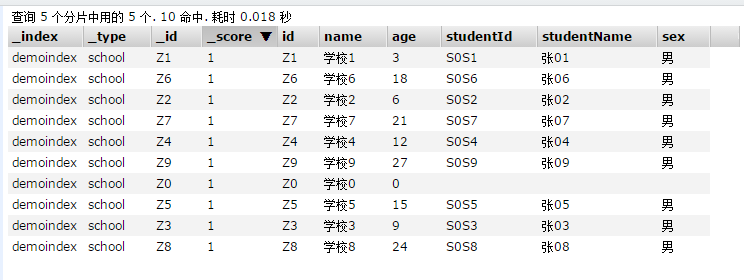 查询 5 个分片中用的 5 个. 10 命中. 耗时 0.018 秒
_index _type _id _score ▼ id name age studentId studentName sex
demoindex school Z1 1 Z1 学校1 3 S0S1 张01 男
demoindex school Z6 1 Z6 学校6 18 S0S6 张06 男
demoindex school Z2 1 Z2 学校2 6 S0S2 张02 男
demoindex school Z7 1 Z7 学校7 21 S0S7 张07 男
demoindex school Z4 1 Z4 学校4 12 S0S4 张04 男
demoindex school Z9 1 Z9 学校9 27 S0S9 张09 男
demoindex school Z0 1 Z0 学校0 0
demoindex school Z5 1 Z5 学校5 15 S0S5 张05 男
demoindex school Z3 1 Z3 学校3 9 S0S3 张03 男
demoindex school Z8 1 Z8 学校8 24 S0S8 张08 男